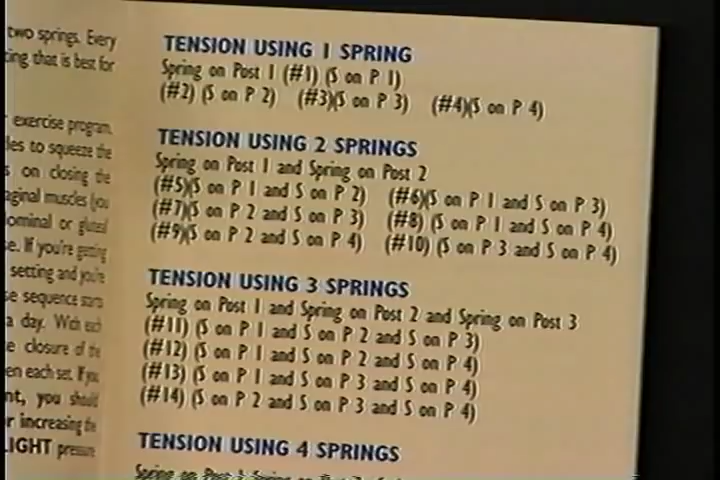 two springs. Every
ting that is best for
exercise program.
les to squeeze the
s on closing the
aginal muscles (you
ominal or gluteal
e. If you're getting
setting and you're
se sequence starts
a day. With each
e closure of the
en each set. If you
nt, you should
or increasing the
LIGHT pressure
TENSION USING 1 SPRING
Spring on Post 1 (#1) (S on P 1)
(#2) (S on P 2) (#3)(S on P 3) (#4)(S on P 4)
TENSION USING 2 SPRINGS
Spring on Post 1 and Spring on Post 2
(#5)(S on P 1 and S on P 2) (#6)(S on P 1 and S on P 3)
(#7)(S on P 2 and S on P 3) (#8) (S on P 1 and S on P 4)
(#9)(S on P 2 and S on P 4) (#10) (S on P 3 and S on P 4)
TENSION USING 3 SPRINGS
Spring on Post 1 and Spring on Post 2 and Spring on Post 3
(#11) (S on P 1 and S on P 2 and S on P 3)
(#12) (S on P 1 and S on P 2 and S on P 4)
(#13) (S on P 1 and S on P 3 and S on P 4)
(#14) (S on P 2 and S on P 3 and S on P 4)
TENSION USING 4 SPRINGS